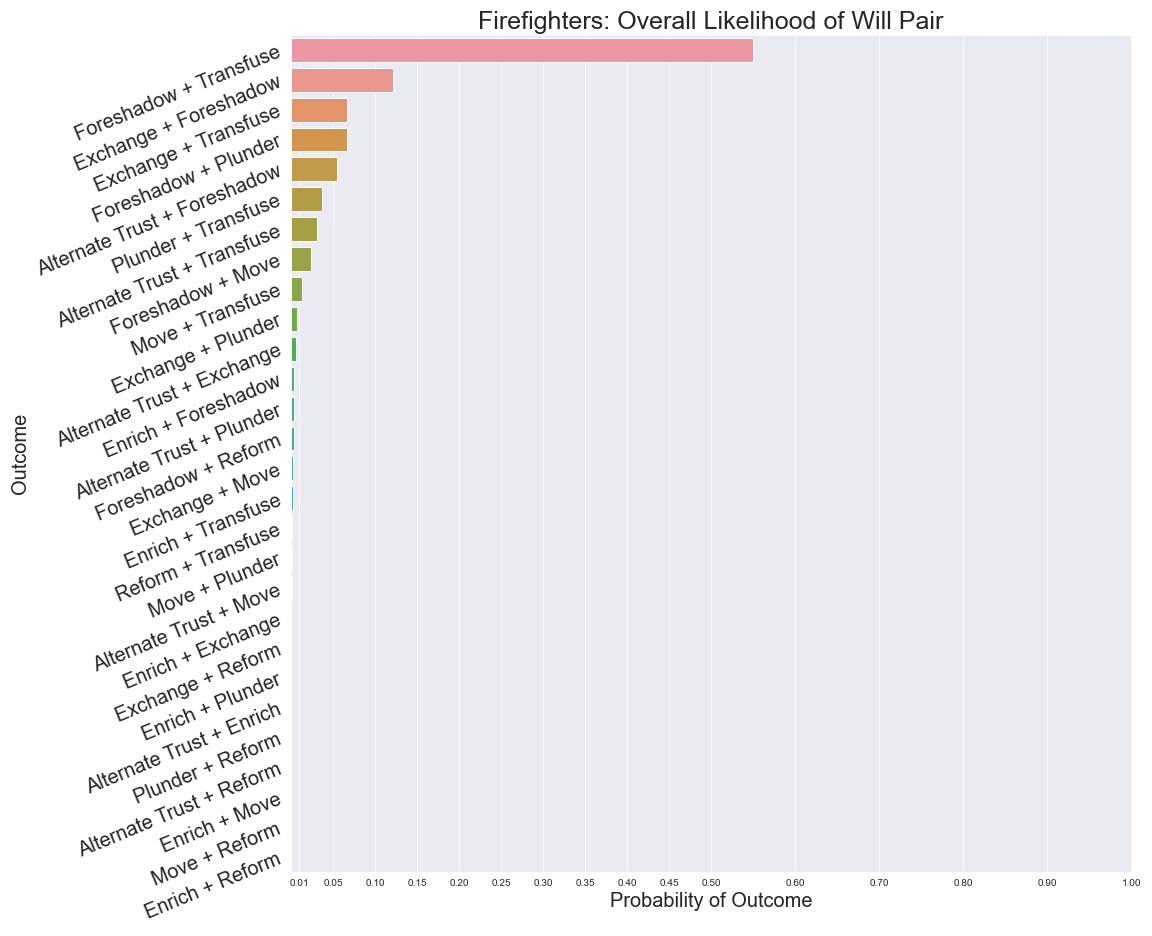 Firefighters: Overall Likelihood of Will Pair
Outcome
Foreshadow + Transfuse
Exchange + Foreshadow
Exchange + Transfuse
Foreshadow + Plunder
Alternate Trust + Foreshadow
Plunder + Transfuse
Alternate Trust + Transfuse
Foreshadow + Move
Move + Transfuse
Exchange + Plunder
Alternate Trust + Exchange
Enrich + Foreshadow
Alternate Trust + Plunder
Foreshadow + Reform
Exchange + Move
Enrich + Transfuse
Reform + Transfuse
Move + Plunder
Alternate Trust + Move
Enrich + Exchange
Exchange + Reform
Enrich + Plunder
Alternate Trust + Enrich
Plunder + Reform
Alternate Trust + Reform
Enrich + Move
Move + Reform
Enrich + Reform
0.01 0.05 0.10 0.15 0.20 0.25 0.30 0.35 0.40 0.45 0.50 0.60 0.70 0.80 0.90 1.00
Probability of Outcome